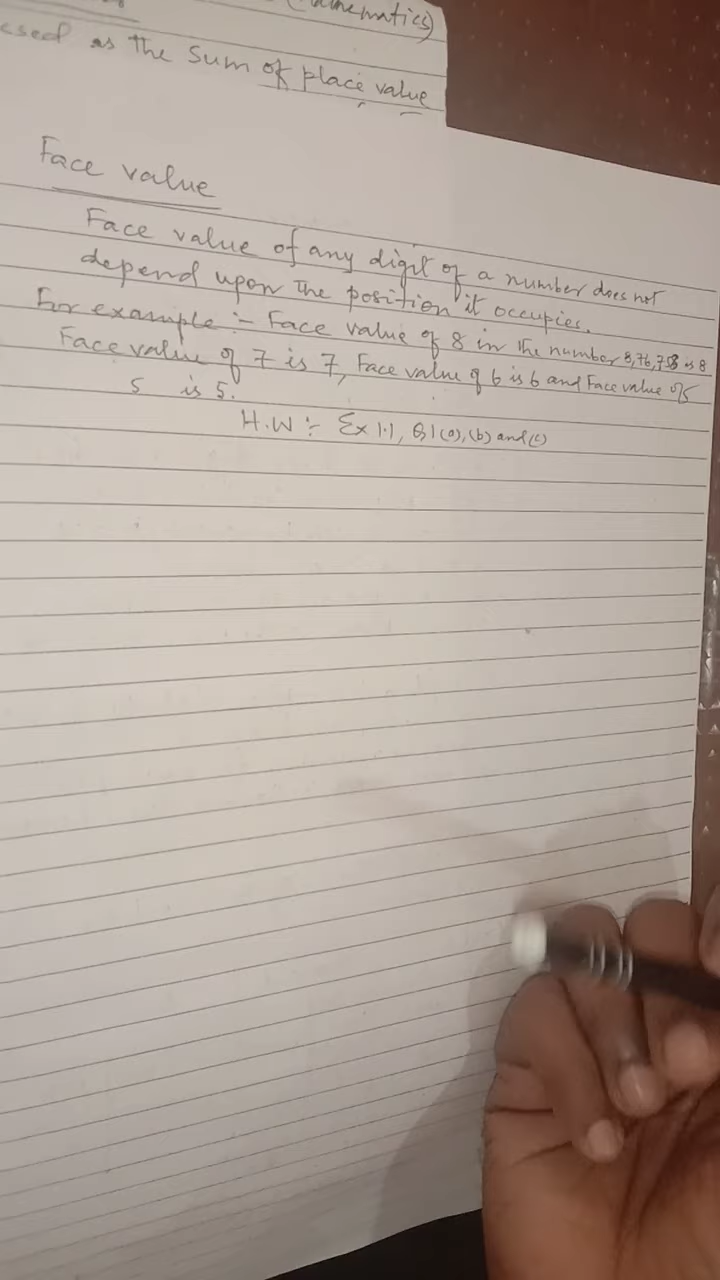 as the Sum of place value
Face value
Face value of any digit of a number does not
depend upon the position it occupies.
For example :- Face value of 8 in the number 8,76,758 is 8
Face value of 7 is 7, Face value of 6 is 6 and Face value of
5 is 5.
H.W :- Ex 1.1, Q1(a),(b) and (c)